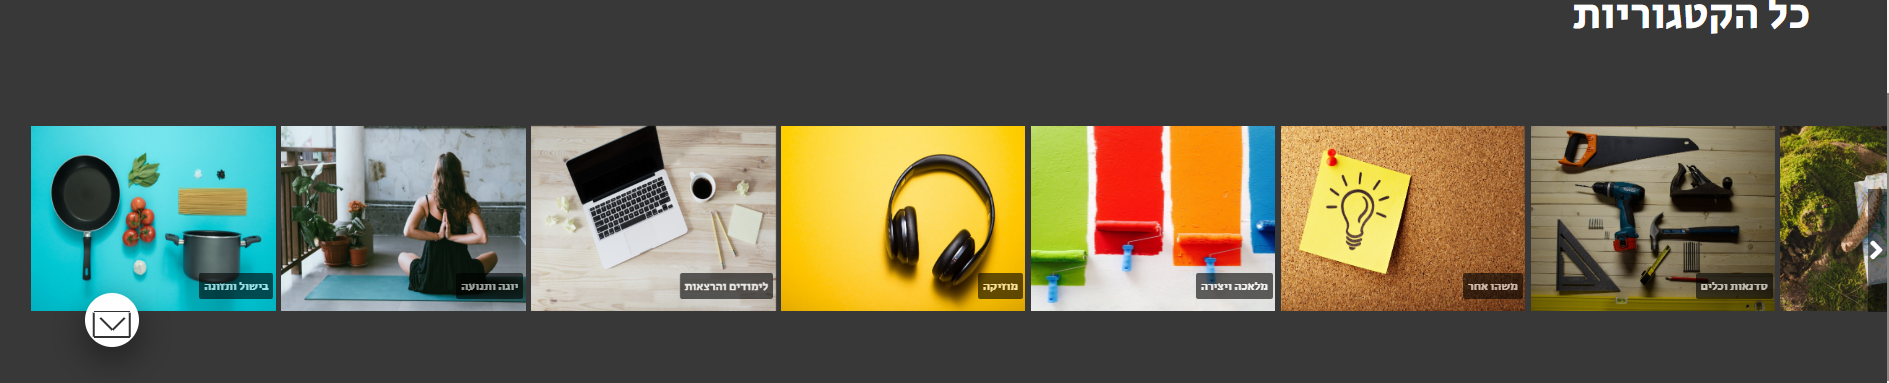 כל הקטגוריות
סדנאות וכלים
משהו אחר
מלאכה ויצירה
מוזיקה
לימודים והרצאות
יוגה ותנועה
בישול ותזונה